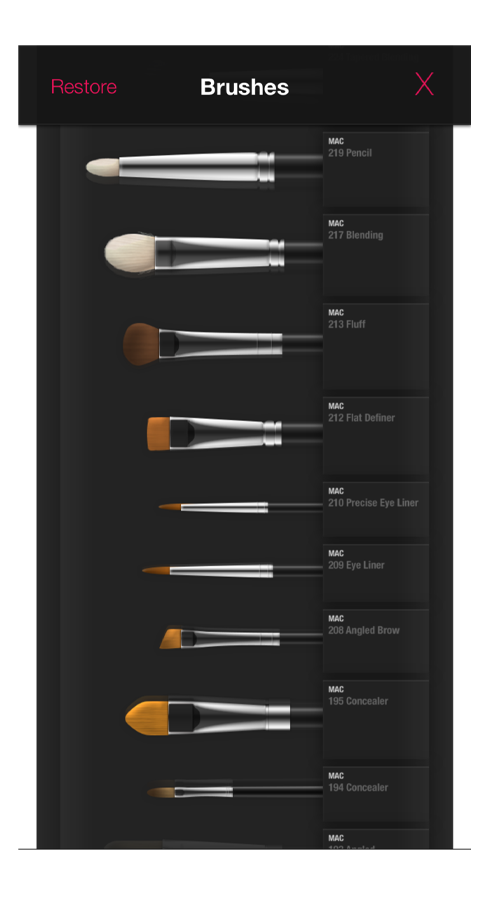 Restore
Brushes
X
MAC
219 Pencil
MAC
217 Blending
MAC
213 Fluff
MAC
212 Flat Definer
MAC
210 Precise Eye Liner
MAC
209 Eye Liner
MAC
208 Angled Brow
MAC
195 Concealer
MAC
194 Concealer
MAC